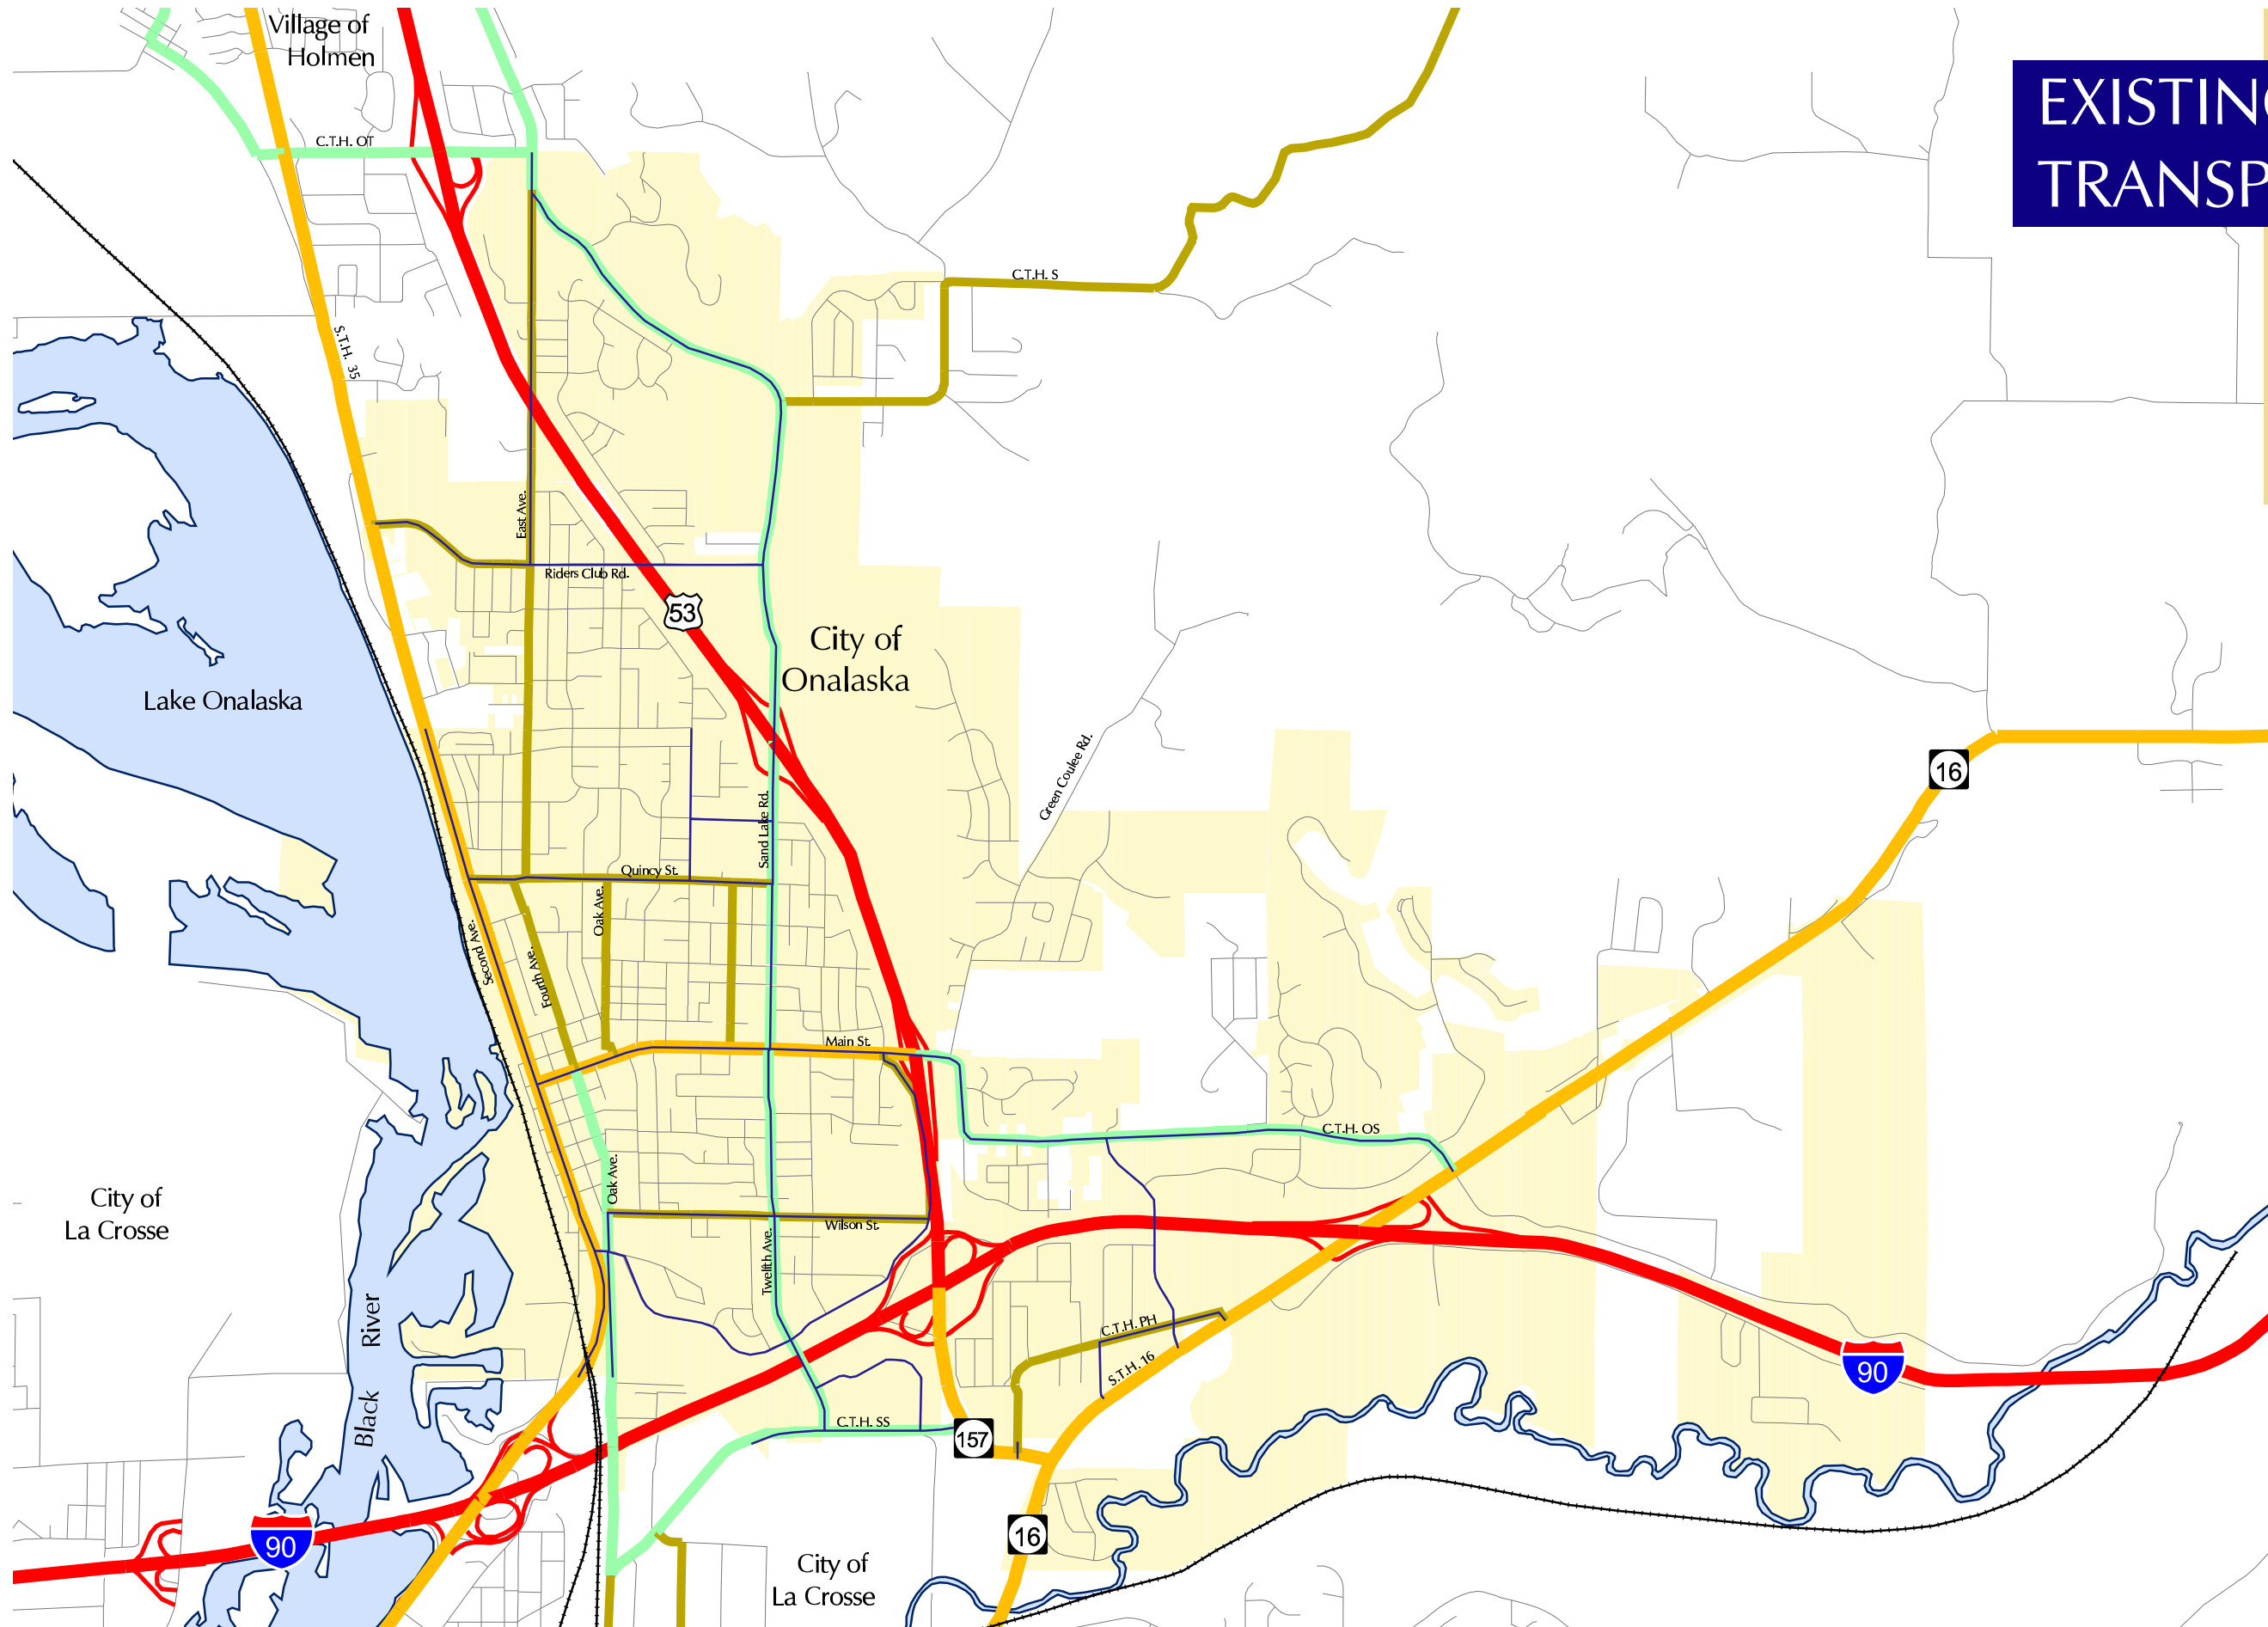 Village of
Holmen
EXISTING
TRANSP
C.T.H. OT
C.T.H. S
S.T.H. 35
East Ave.
Riders Club Rd.
53
City of
Onalaska
Lake Onalaska
Green Coulee Rd.
16
Sand Lake Rd.
Quincy St.
Oak Ave.
Second Ave.
Fourth Ave.
Main St.
C.T.H. OS
Oak Ave.
City of
La Crosse
Wilson St.
Twelfth Ave.
Black River
C.T.H. PH
S.T.H. 16
90
C.T.H. SS
157
16
90
City of
La Crosse